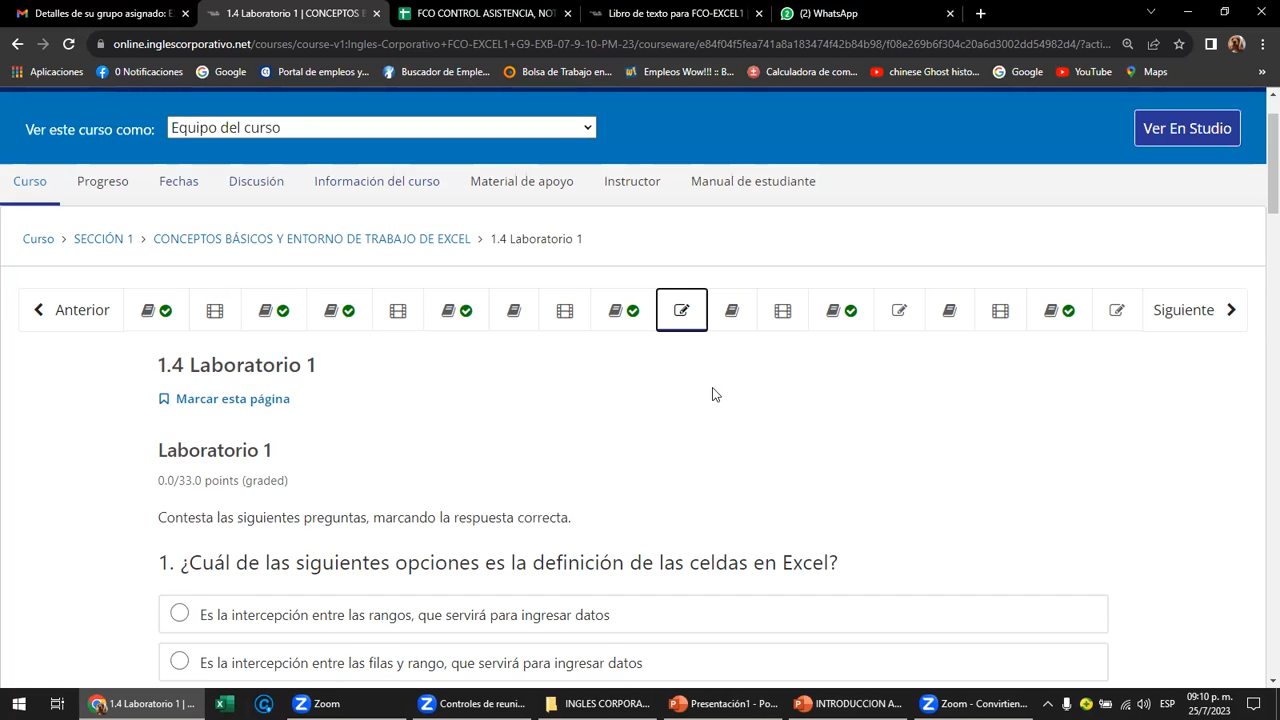 Detalles de su grupo asignado: E
1.4 Laboratorio 1 | CONCEPTOS B
FCO CONTROL ASISTENCIA, NOT
Libro de texto para FCO-EXCEL1 |
(2) WhatsApp
online.inglescorporativo.net/courses/course-v1:Ingles-Corporativo+FCO-EXCEL1+G9-EXB-07-9-10-PM-23/courseware/e84f04f5fea741a8a183474f42b84b98/f08e269b6f304c20a6d3002dd54982d4/?acti...
Aplicaciones
0 Notificaciones
Google
Portal de empleos y...
Buscador de Emple...
Bolsa de Trabajo en...
Empleos Wow!!! :: B...
Calculadora de com...
chinese Ghost histo...
Google
YouTube
Maps
Ver este curso como:
Equipo del curso
Ver En Studio
Curso
Progreso
Fechas
Discusión
Información del curso
Material de apoyo
Instructor
Manual de estudiante
Curso > SECCIÓN 1 > CONCEPTOS BÁSICOS Y ENTORNO DE TRABAJO DE EXCEL > 1.4 Laboratorio 1
Anterior
Siguiente
1.4 Laboratorio 1
Marcar esta página
Laboratorio 1
0.0/33.0 points (graded)
Contesta las siguientes preguntas, marcando la respuesta correcta.
1. ¿Cuál de las siguientes opciones es la definición de las celdas en Excel?
Es la intercepción entre las rangos, que servirá para ingresar datos
Es la intercepción entre las filas y rango, que servirá para ingresar datos
1.4 Laboratorio 1 | ...
Zoom
Controles de reuni...
INGLES CORPORA...
Presentación1 - Po...
INTRODUCCION A...
Zoom - Convirtien...
ESP
09:10 p. m.
25/7/2023